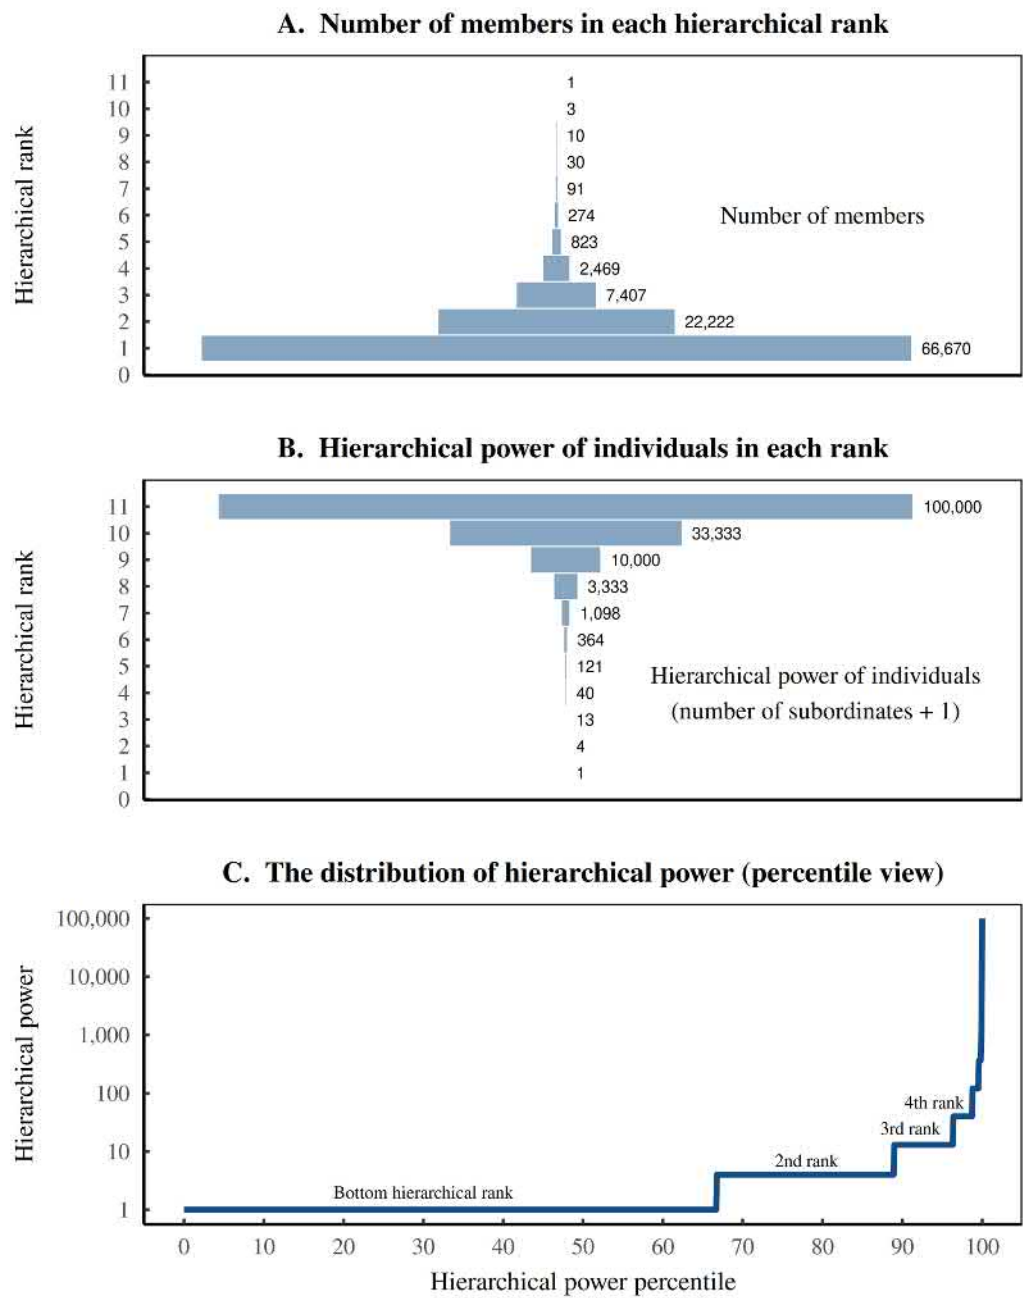 A. Number of members in each hierarchical rank
Hierarchical rank
11 1
10 3
9 10
8 30
7 91
6 274
Number of members
5 823
4 2,469
3 7,407
2 22,222
1 66,670
0
B. Hierarchical power of individuals in each rank
Hierarchical rank
11 100,000
10 33,333
9 10,000
8 3,333
7 1,098
6 364
5 121
Hierarchical power of individuals
4 40
(number of subordinates + 1)
3 13
2 4
1 1
0
C. The distribution of hierarchical power (percentile view)
Hierarchical power
100,000
10,000
1,000
100
4th rank
3rd rank
10
2nd rank
Bottom hierarchical rank
1
0 10 20 30 40 50 60 70 80 90 100
Hierarchical power percentile